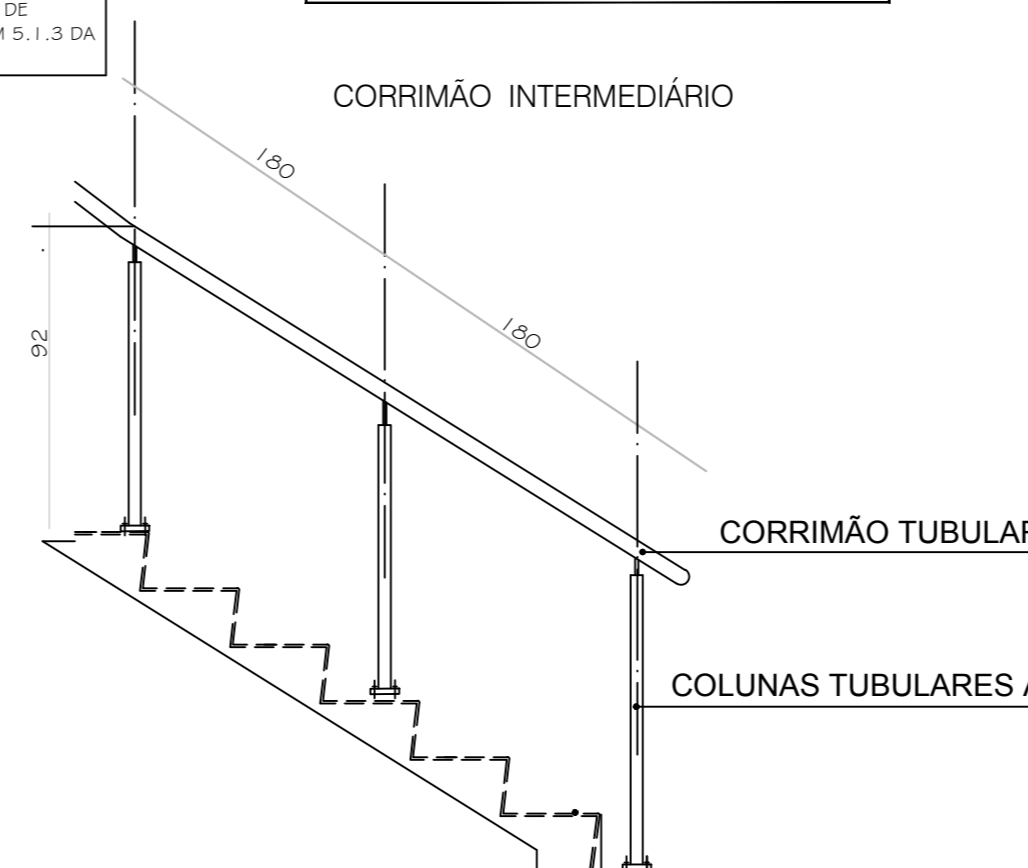 DE
M 5.1.3 DA
CORRIMÃO INTERMEDIÁRIO
180
180
92
CORRIMÃO TUBULAR
COLUNAS TUBULARES A